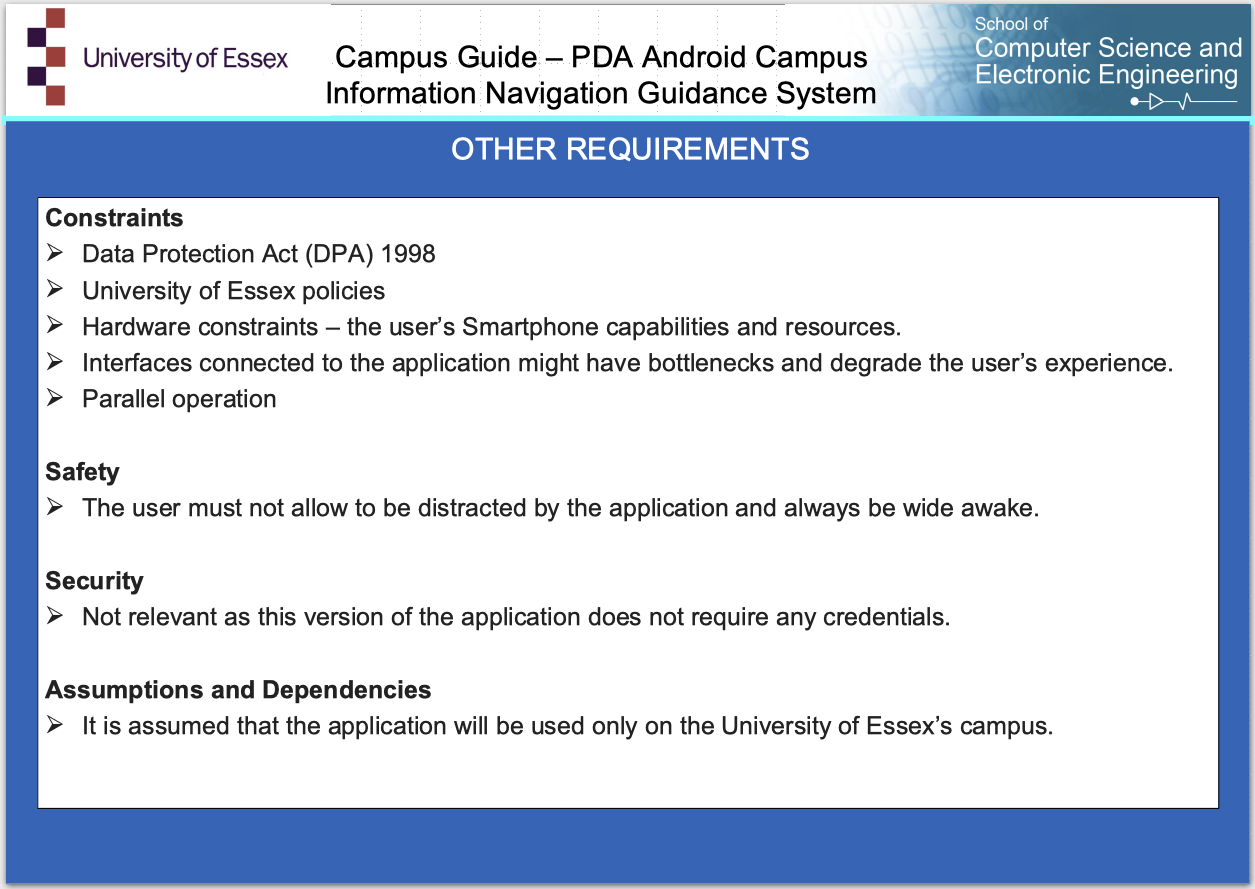 University of Essex
Campus Guide – PDA Android Campus
Information Navigation Guidance System
School of
Computer Science and
Electronic Engineering
OTHER REQUIREMENTS
Constraints
➢ Data Protection Act (DPA) 1998
➢ University of Essex policies
➢ Hardware constraints – the user’s Smartphone capabilities and resources.
➢ Interfaces connected to the application might have bottlenecks and degrade the user’s experience.
➢ Parallel operation
Safety
➢ The user must not allow to be distracted by the application and always be wide awake.
Security
➢ Not relevant as this version of the application does not require any credentials.
Assumptions and Dependencies
➢ It is assumed that the application will be used only on the University of Essex’s campus.